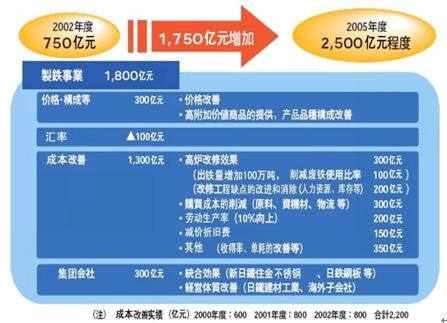 2002年度
750亿元
1,750亿元增加
2005年度
2,500亿元程度
製鉄事業 1,800亿元
价格·構成等 300亿元 ·价格改善
·高附加价值商品的提供，产品品種構成改善
汇率 ▲100亿元
成本改善 1,300亿元 ·高炉改修効果 300亿元
(出铁量增加100万吨，削减废铁使用比率 100亿元)
(改修工程缺点的改进和消除(人力资源、库存等) 200亿元)
·購買成本的削减（原料、資機材、物流 等） 300亿元
·劳动生产率（10%向上） 200亿元
·减价折旧费 150亿元
·其他 （收得率、单耗的改善等） 350亿元
集团会社 300亿元 ·統合効果（新日鐵住金不锈钢 、日鉄鋼板 等）
·経営体質改善（日鐵建材工業、海外子会社）
(注) 成本改善实绩（亿元）2000年度：600 2001年度：800 2002年度：800 合计2,200